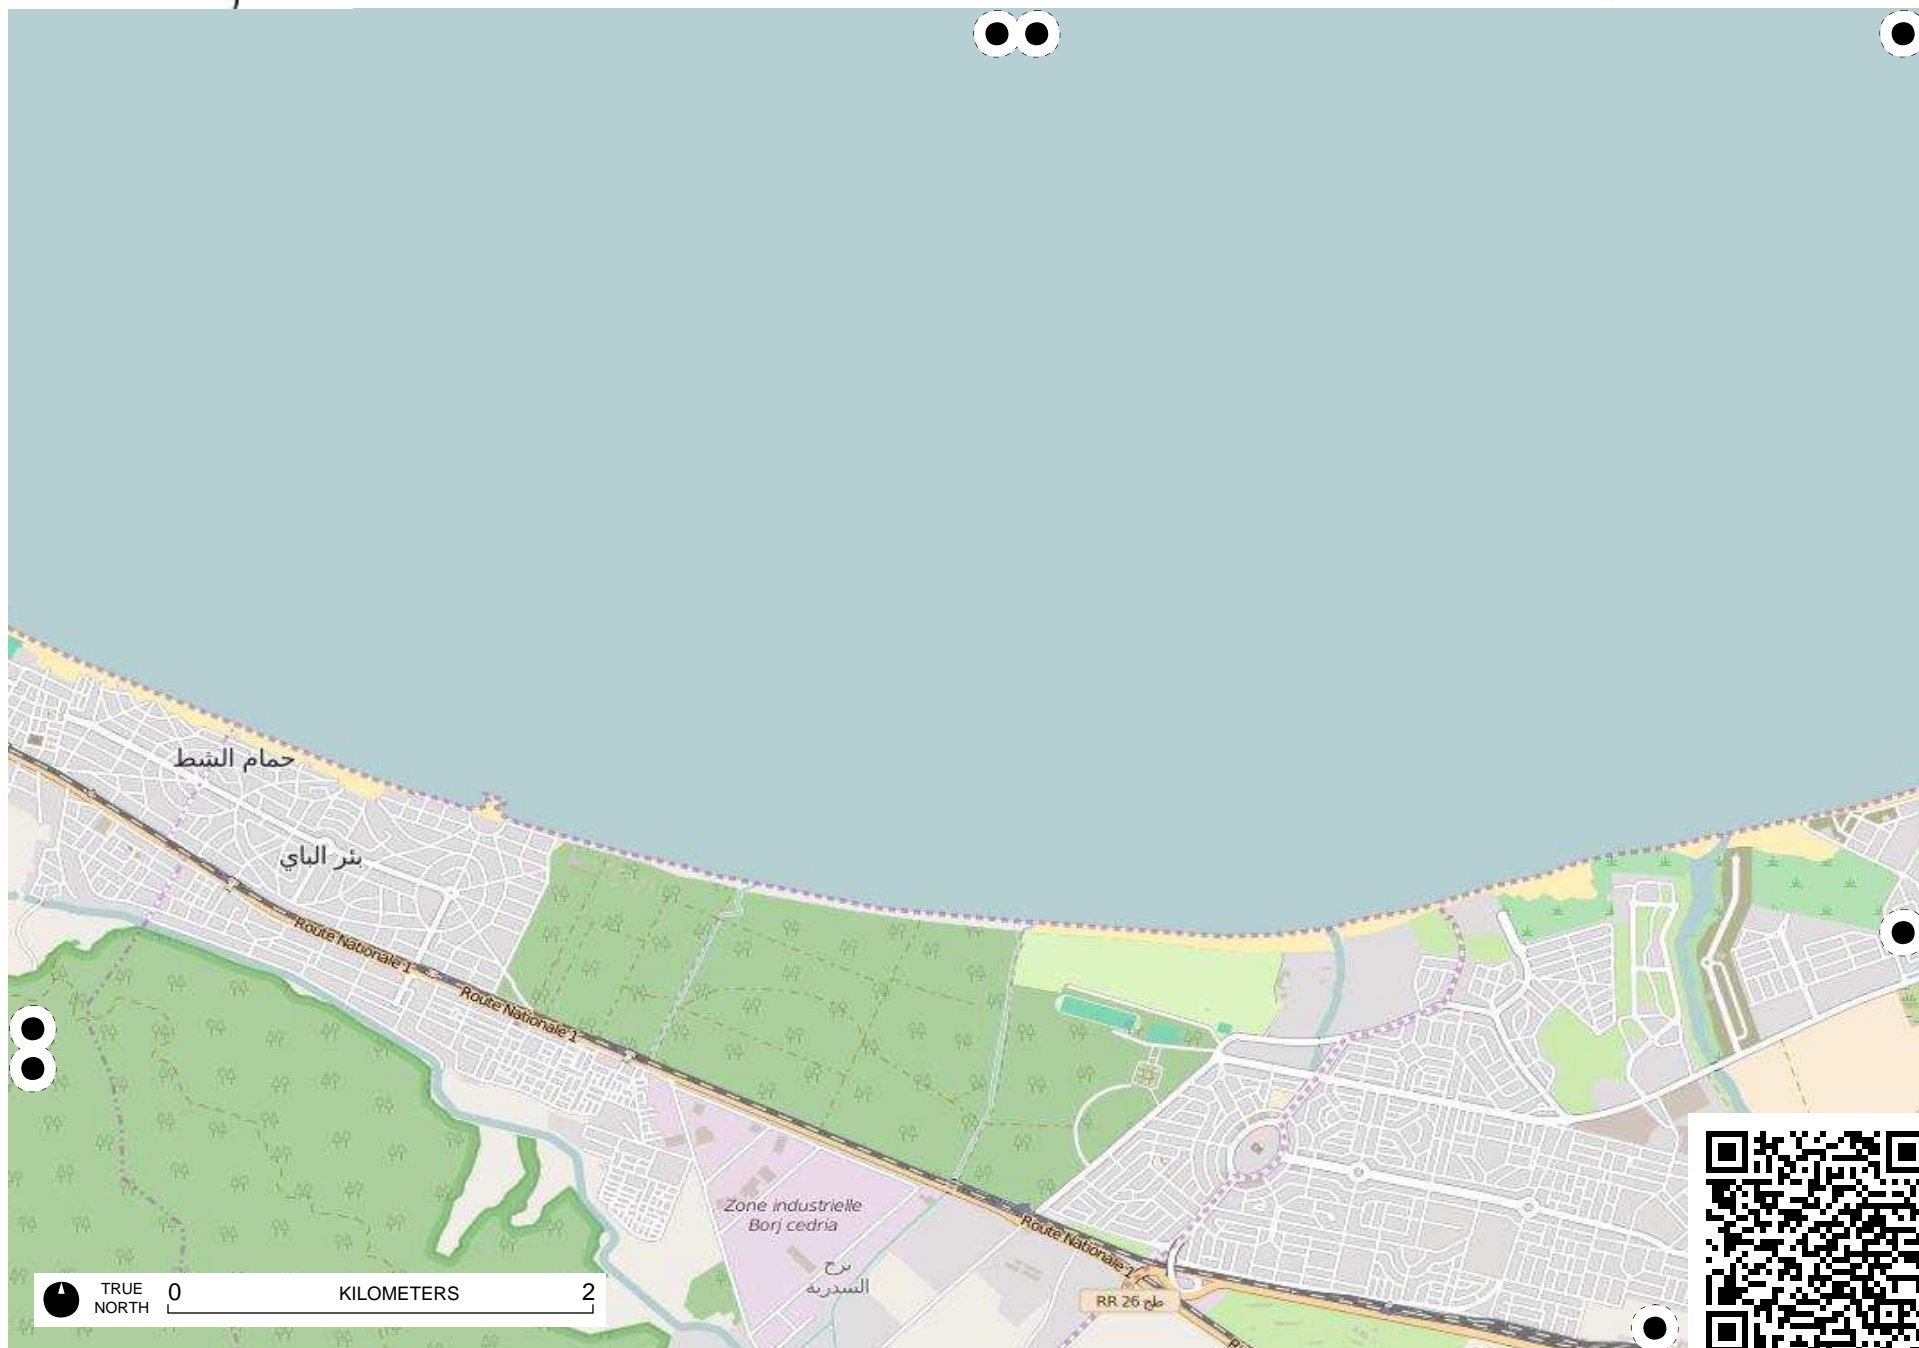 حمام الشط
بئر الباي
Route Nationale 1
Route Nationale 1
Zone industrielle
Borj cedria
برج
السدرية
Route Nationale 1
RR 26 طج
TRUE
NORTH
0 KILOMETERS 2